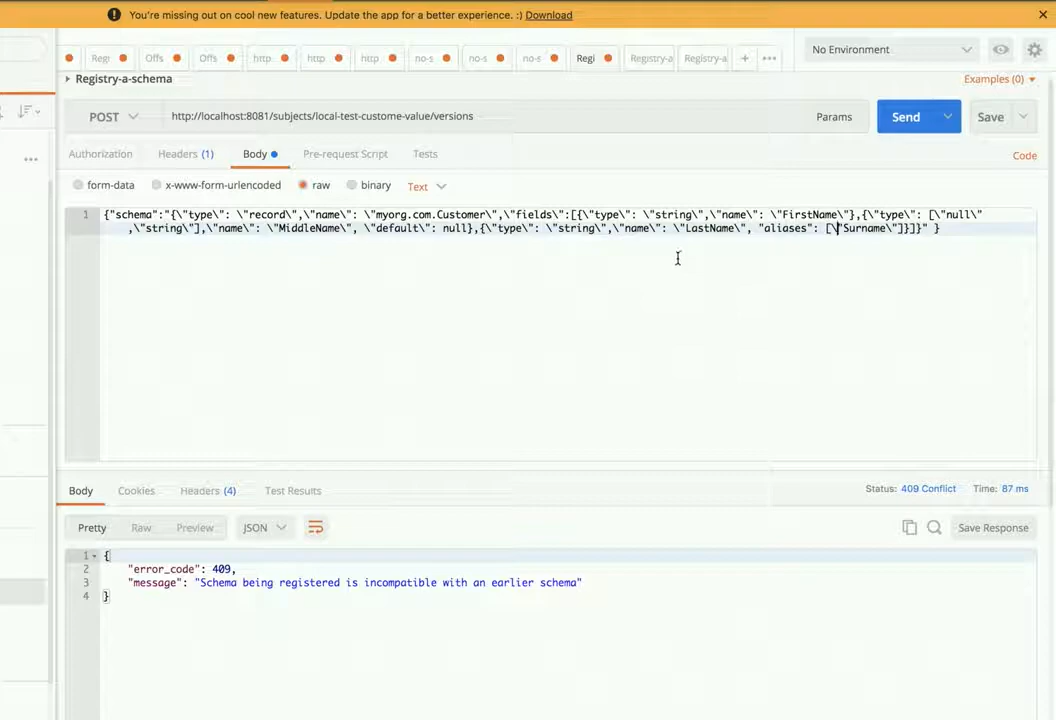 You're missing out on cool new features. Update the app for a better experience. :) Download
Regi
Offs
Offs
http
http
http
no-s
no-s
no-s
Regi
Registry-a
Registry-a
No Environment
Registry-a-schema
Examples (0)
POST
http://localhost:8081/subjects/local-test-custome-value/versions
Params
Send
Save
Authorization
Headers (1)
Body
Pre-request Script
Tests
Code
form-data
x-www-form-urlencoded
raw
binary
Text
1 {"schema":"{\"type\": \"record\",\"name\": \"myorg.com.Customer\",\"fields\":[{\"type\": \"string\",\"name\": \"FirstName\"},{\"type\": [\"null\"
,\"string\"],\"name\": \"MiddleName\", \"default\": null},{\"type\": \"string\",\"name\": \"LastName\", "aliases": [\"Surname\"]}]}" }
Body
Cookies
Headers (4)
Test Results
Status: 409 Conflict
Time: 87 ms
Pretty
Raw
Preview
JSON
Save Response
1 {
2 "error_code": 409,
3 "message": "Schema being registered is incompatible with an earlier schema"
4 }